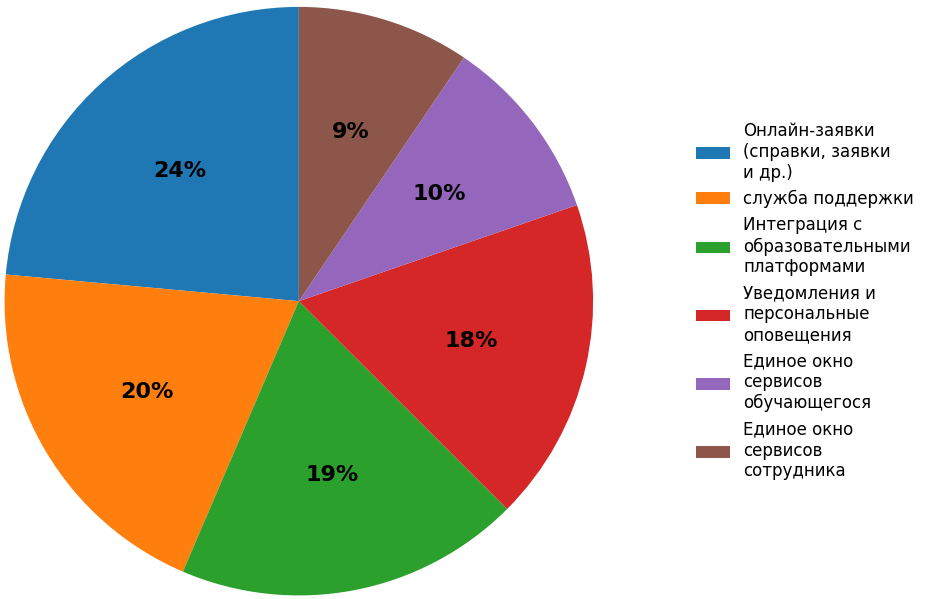 24%
9%
10%
18%
20%
19%
Онлайн-заявки
(справки, заявки
и др.)
служба поддержки
Интеграция с
образовательными
платформами
Уведомления и
персональные
оповещения
Единое окно
сервисов
обучающегося
Единое окно
сервисов
сотрудника